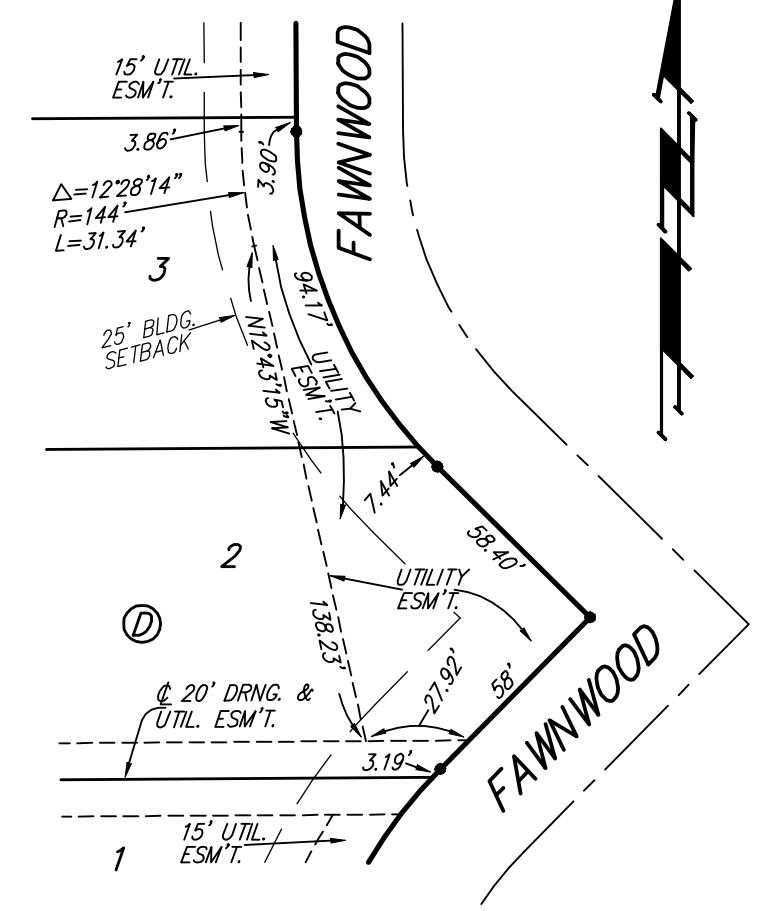 FAWNWOOD
15' UTIL.
ESM'T.
3.86'
3.90'
△=12°28'14"
R=144'
L=31.34'
3
94.17'
25' BLDG.
SETBACK
N12°43'15"W
UTILITY
ESM'T.
7.44'
58.40'
2
UTILITY
ESM'T.
D
138.23'
27.92'
58'
FAWNWOOD
℄ 20' DRNG. &
UTIL. ESM'T.
3.19'
15' UTIL.
ESM'T.
1